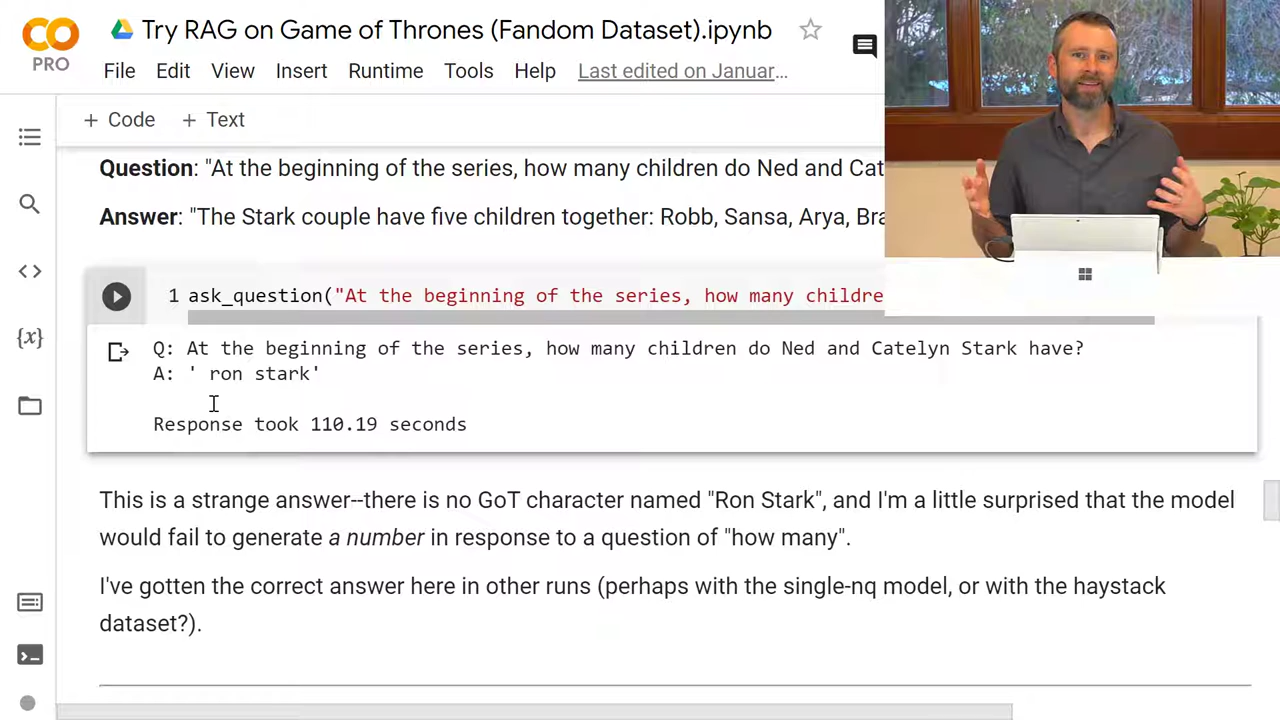 CO
PRO
Try RAG on Game of Thrones (Fandom Dataset).ipynb
File Edit View Insert Runtime Tools Help Last edited on Januar…
+ Code + Text
Question: "At the beginning of the series, how many children do Ned and Cat
Answer: "The Stark couple have five children together: Robb, Sansa, Arya, Bra
1 ask_question("At the beginning of the series, how many childre
Q: At the beginning of the series, how many children do Ned and Catelyn Stark have?
A: ' ron stark'
Response took 110.19 seconds
This is a strange answer--there is no GoT character named "Ron Stark", and I'm a little surprised that the model
would fail to generate a number in response to a question of "how many".
I've gotten the correct answer here in other runs (perhaps with the single-nq model, or with the haystack
dataset?).
{x}